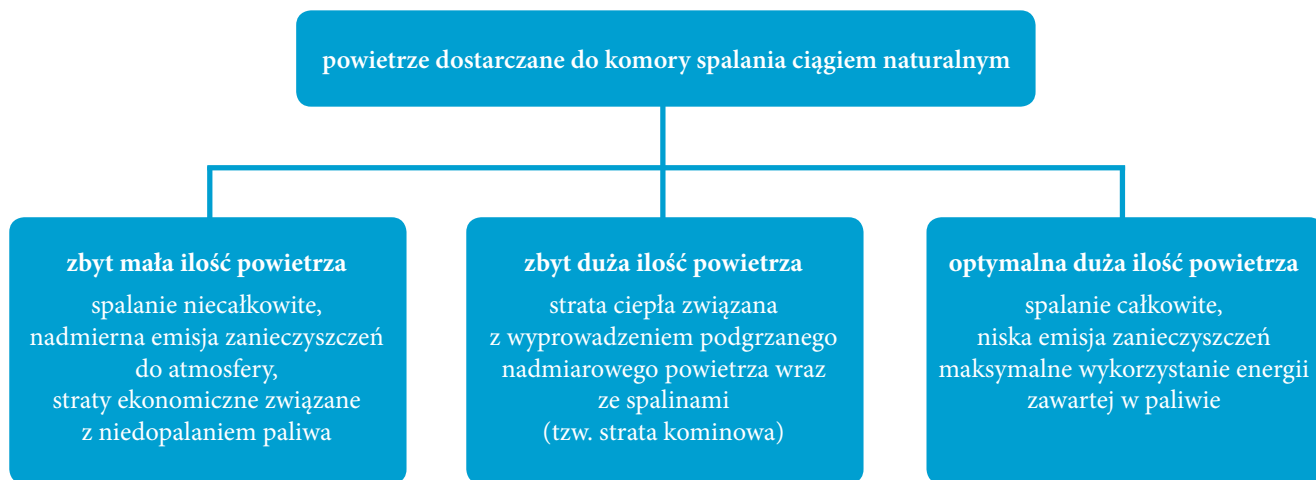 powietrze dostarczane do komory spalania ciągiem naturalnym
zbyt mała ilość powietrza
spalanie niecałkowite,
nadmierna emisja zanieczyszczeń
do atmosfery,
straty ekonomiczne związane
z niedopalaniem paliwa
zbyt duża ilość powietrza
strata ciepła związana
z wyprowadzeniem podgrzanego
nadmiarowego powietrza wraz
ze spalinami
(tzw. strata kominowa)
optymalna duża ilość powietrza
spalanie całkowite,
niska emisja zanieczyszczeń
maksymalne wykorzystanie energii
zawartej w paliwie